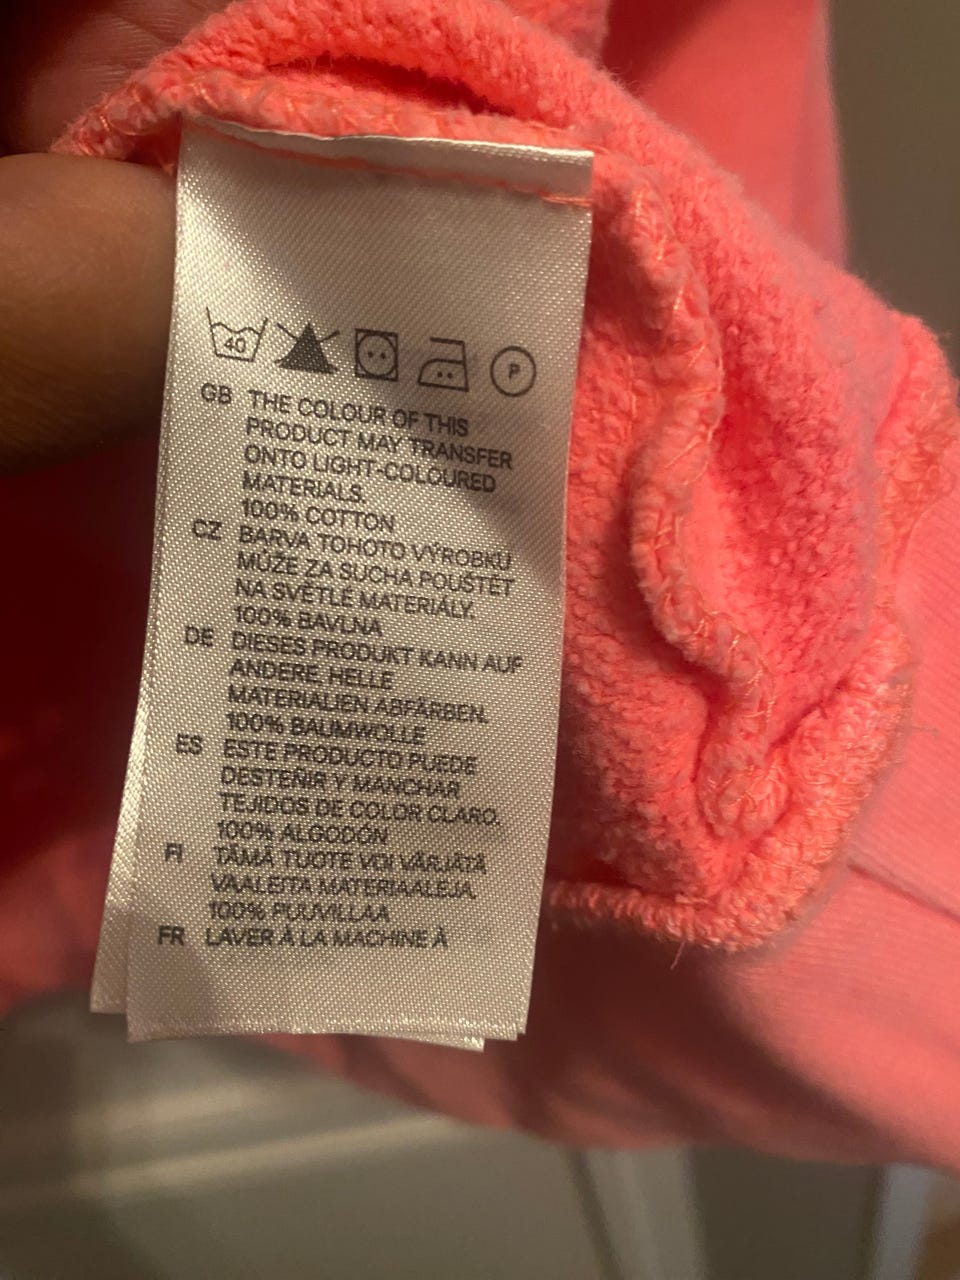 40 P
GB THE COLOUR OF THIS
PRODUCT MAY TRANSFER
ONTO LIGHT-COLOURED
MATERIALS.
100% COTTON
CZ BARVA TOHOTO VÝROBKU
MŮŽE ZA SUCHA POUŠTĚT
NA SVĚTLÉ MATERIÁLY.
100% BAVLNA
DE DIESES PRODUKT KANN AUF
ANDERE, HELLE
MATERIALIEN ABFÄRBEN.
100% BAUMWOLLE
ES ESTE PRODUCTO PUEDE
DESTEÑIR Y MANCHAR
TEJIDOS DE COLOR CLARO.
100% ALGODÓN
FI TÄMÄ TUOTE VOI VÄRJÄTÄ
VAALEITA MATERIAALEJA.
100% PUUVILLAA
FR LAVER À LA MACHINE À